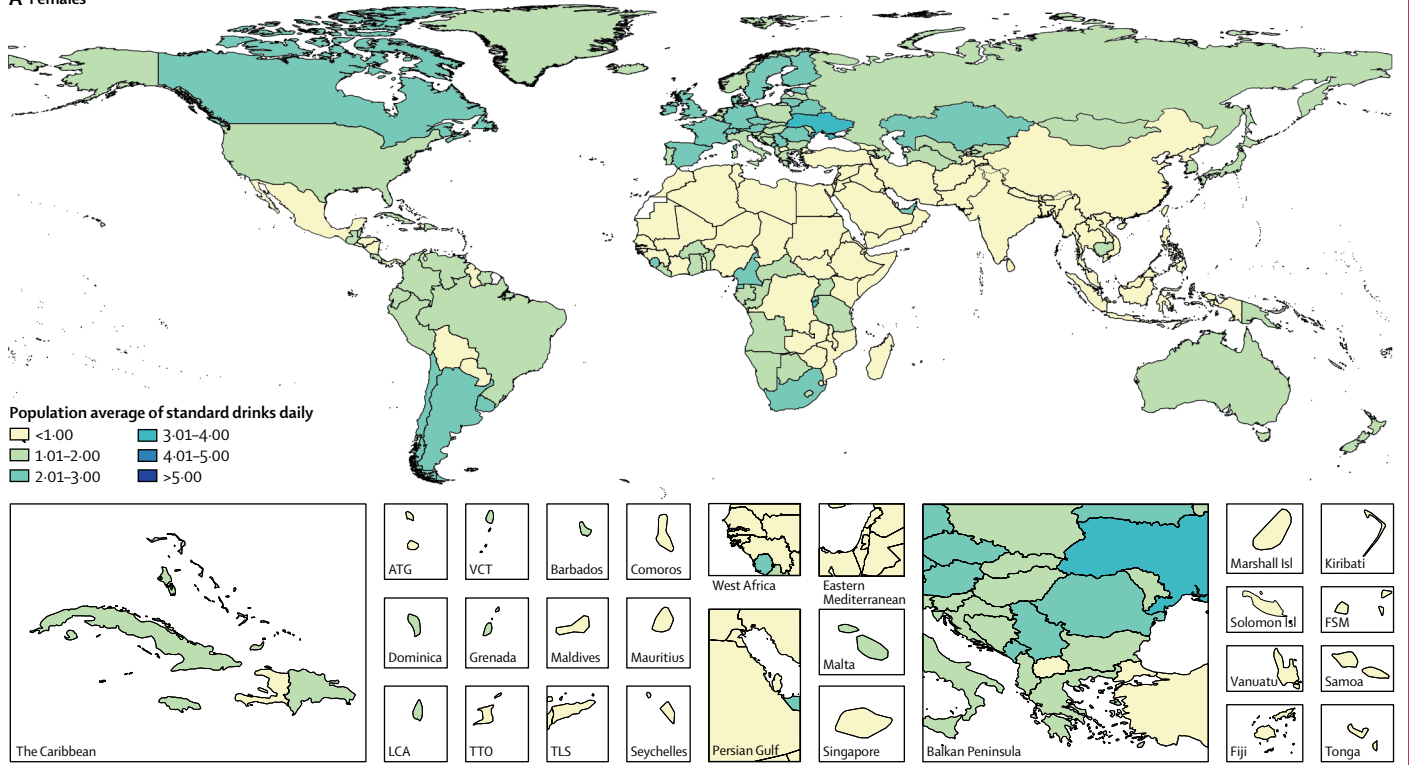 A Females
Population average of standard drinks daily
<1·00
1·01–2·00
2·01–3·00
3·01–4·00
4·01–5·00
>5·00
The Caribbean
ATG
VCT
Barbados
Comoros
Dominica
Grenada
Maldives
Mauritius
LCA
TTO
TLS
Seychelles
West Africa
Eastern
Mediterranean
Persian Gulf
Malta
Singapore
Balkan Peninsula
Marshall Isl
Kiribati
Solomon Isl
FSM
Vanuatu
Samoa
Fiji
Tonga